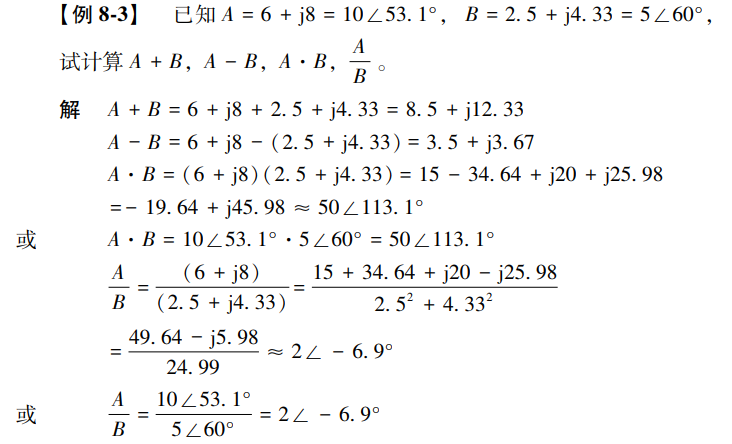 【例 8-3】 已知 A = 6 + j8 = 10∠53. 1°, B = 2. 5 + j4. 33 = 5∠60°,
试计算 A + B, A - B, A · B, A/B 。
解 A + B = 6 + j8 + 2. 5 + j4. 33 = 8. 5 + j12. 33
A - B = 6 + j8 - (2. 5 + j4. 33) = 3. 5 + j3. 67
A · B = (6 + j8)(2. 5 + j4. 33) = 15 - 34. 64 + j20 + j25. 98
= - 19. 64 + j45. 98 ≈ 50∠113. 1°
或 A · B = 10∠53. 1° · 5∠60° = 50∠113. 1°
A/B = (6 + j8)/(2. 5 + j4. 33) = (15 + 34. 64 + j20 - j25. 98)/(2. 5² + 4. 33²)
= (49. 64 - j5. 98)/24. 99 ≈ 2∠ - 6. 9°
或 A/B = 10∠53. 1°/5∠60° = 2∠ - 6. 9°